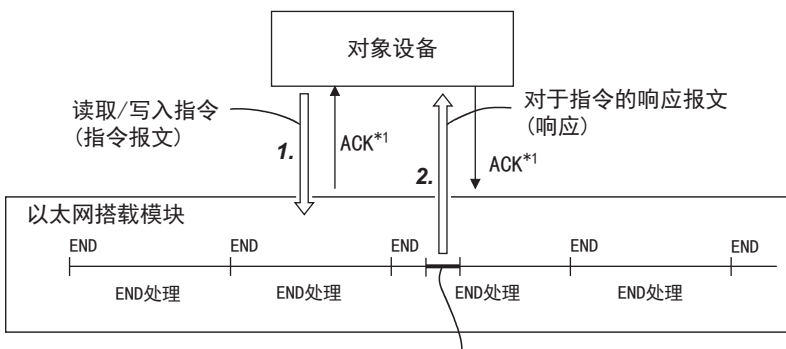 对象设备
读取/写入指令
(指令报文)
1.
ACK*1
2.
对于指令的响应报文
(响应)
ACK*1
以太网搭载模块
END END END END END
END处理 END处理 END处理 END处理